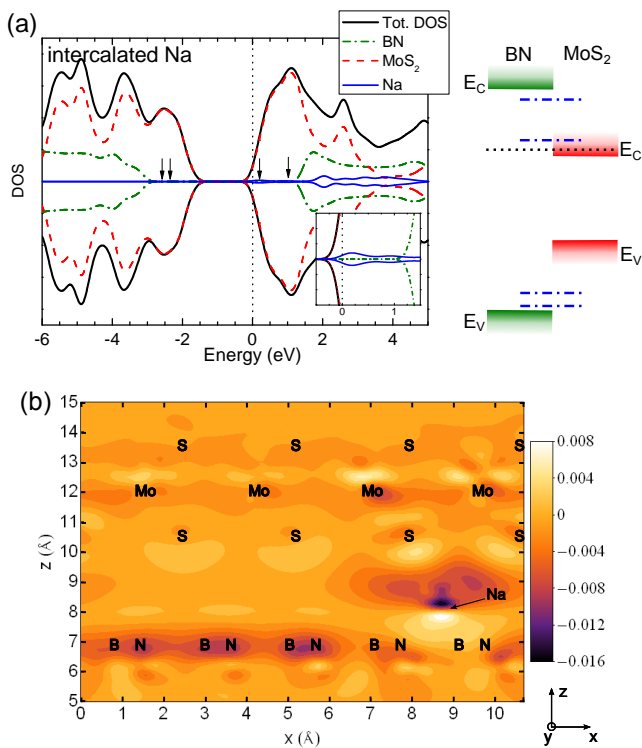 (a)
intercalated Na
Tot. DOS
BN
MoS2
Na
DOS
0 1
-6 -4 -2 0 2 4
Energy (eV)
BN MoS2
EC
EC
EV
EV
(b)
15
14
13
12
11
10
9
8
7
6
5
z (Å)
S S S S
Mo Mo Mo Mo
S S S S
Na
B N B N B N B N B N
0 1 2 3 4 5 6 7 8 9 10
x (Å)
0.008
0.004
0
−0.004
−0.008
−0.012
−0.016
z
y x